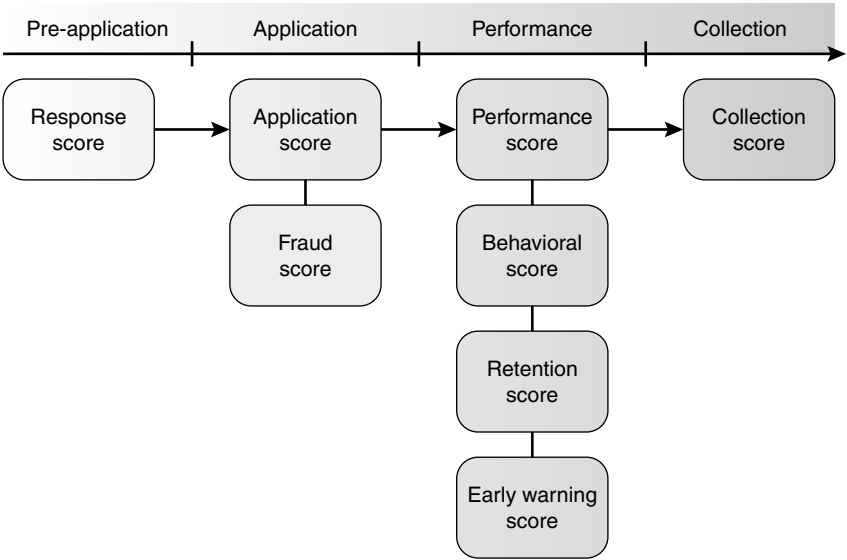 Pre-application
Application
Performance
Collection
Response
score
Application
score
Performance
score
Collection
score
Fraud
score
Behavioral
score
Retention
score
Early warning
score